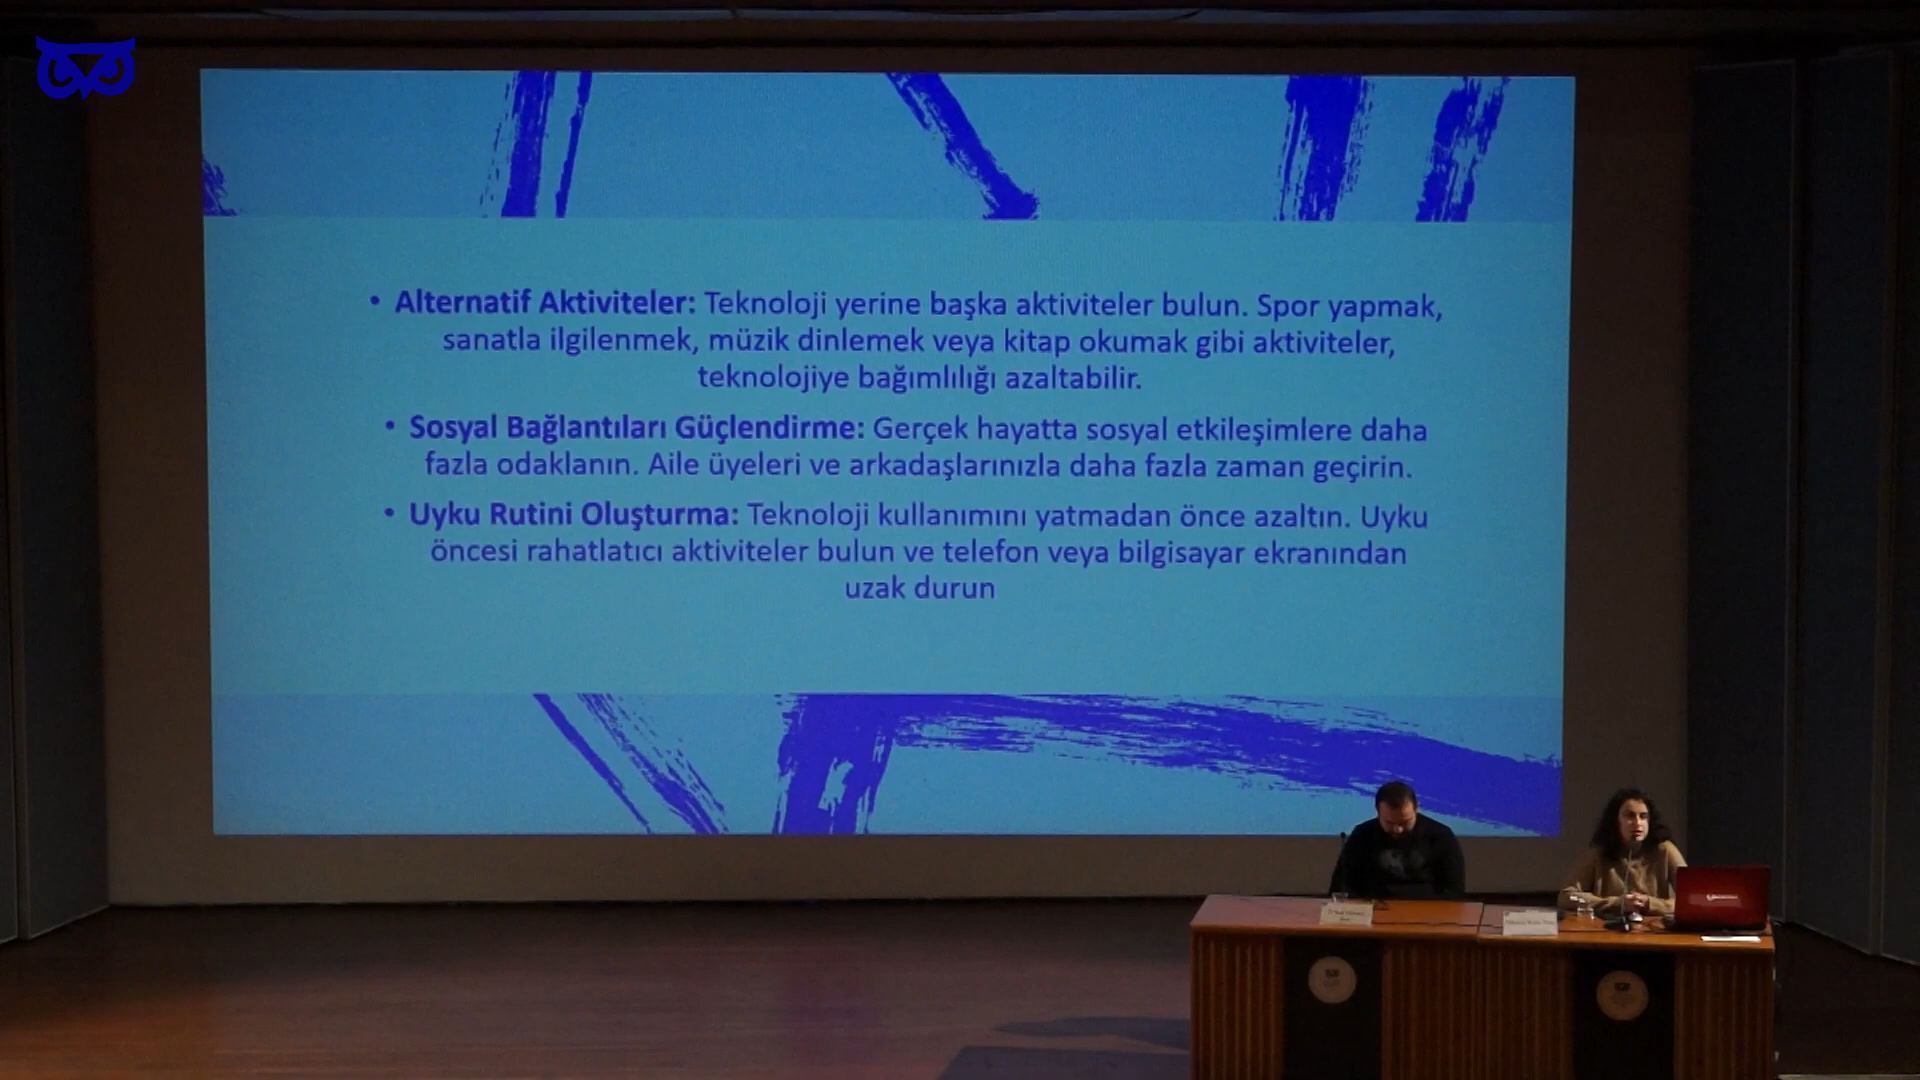 • Alternatif Aktiviteler: Teknoloji yerine başka aktiviteler bulun. Spor yapmak,
sanatla ilgilenmek, müzik dinlemek veya kitap okumak gibi aktiviteler,
teknolojiye bağımlılığı azaltabilir.
• Sosyal Bağlantıları Güçlendirme: Gerçek hayatta sosyal etkileşimlere daha
fazla odaklanın. Aile üyeleri ve arkadaşlarınızla daha fazla zaman geçirin.
• Uyku Rutini Oluşturma: Teknoloji kullanımını yatmadan önce azaltın. Uyku
öncesi rahatlatıcı aktiviteler bulun ve telefon veya bilgisayar ekranından
uzak durun